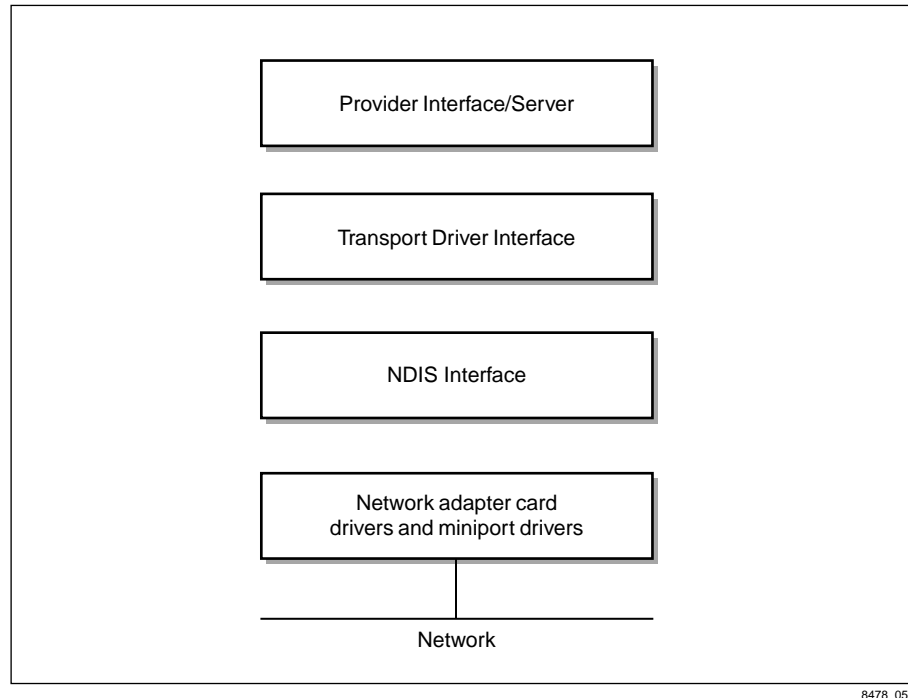 Provider Interface/Server
Transport Driver Interface
NDIS Interface
Network adapter card
drivers and miniport drivers
Network
8478_05